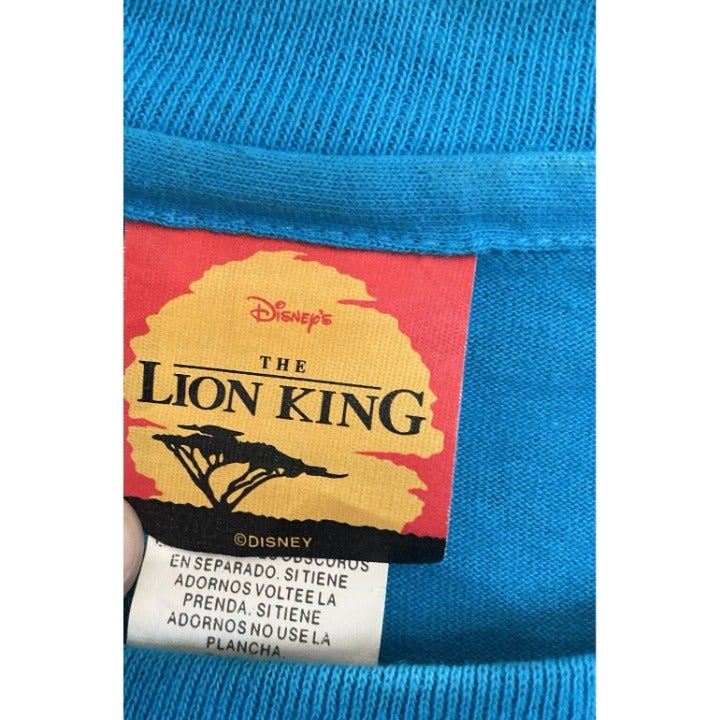 Disney's
THE
LION KING
©DISNEY
OBSCUROS
EN SEPARADO. SI TIENE
ADORNOS VOLTEE LA
PRENDA. SI TIENE
ADORNOS NO USE LA
PLANCHA.